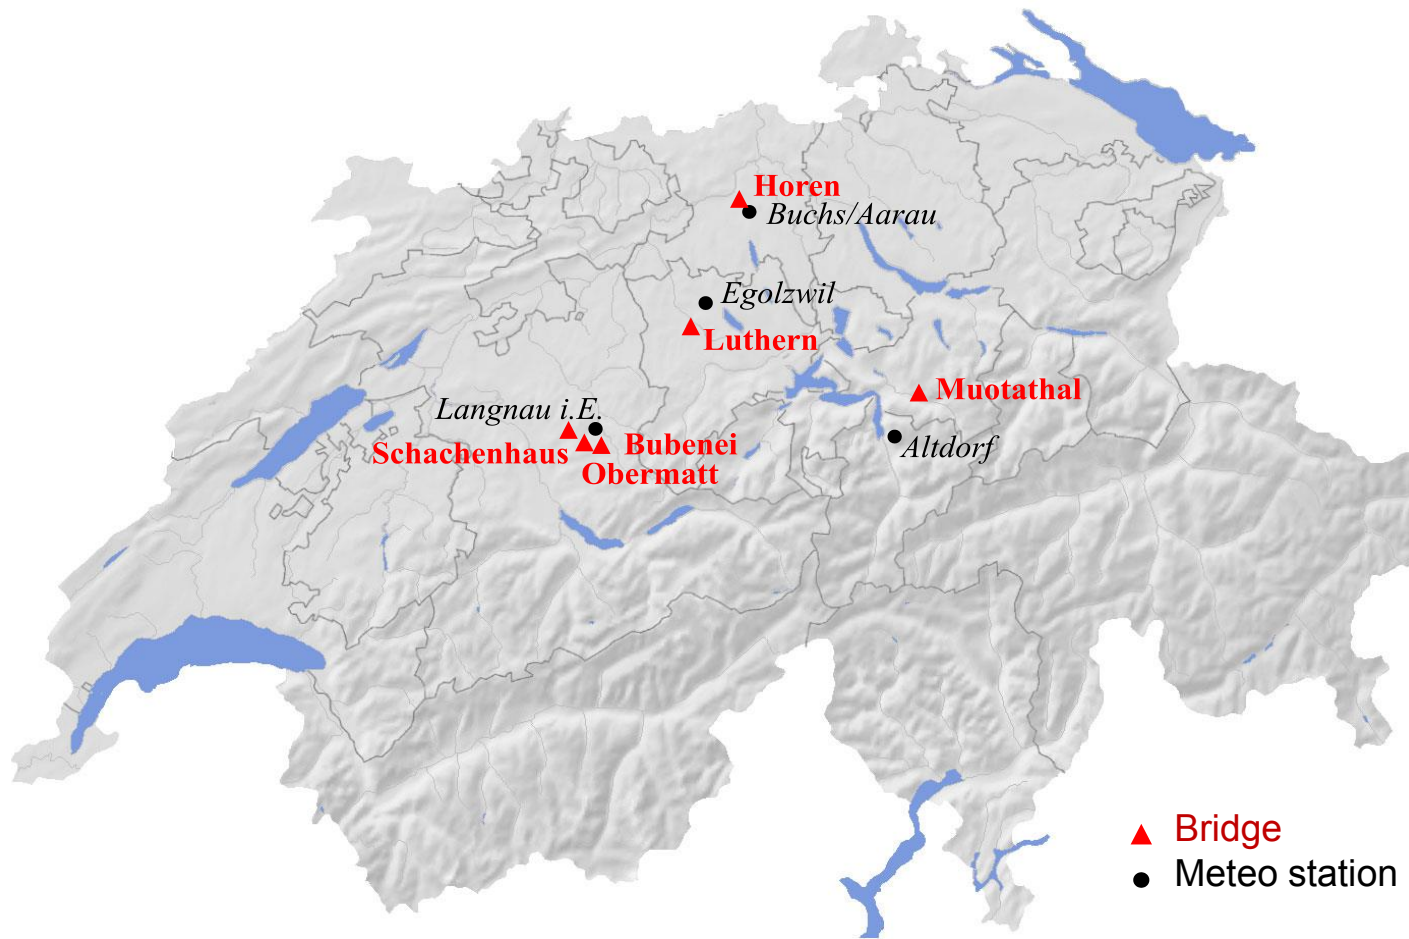 Horen
Buchs/Aarau
Egolzwil
Luthern
Muotathal
Langnau i.E.
Schachenhaus
Bubenei
Obermatt
Altdorf
Bridge
Meteo station